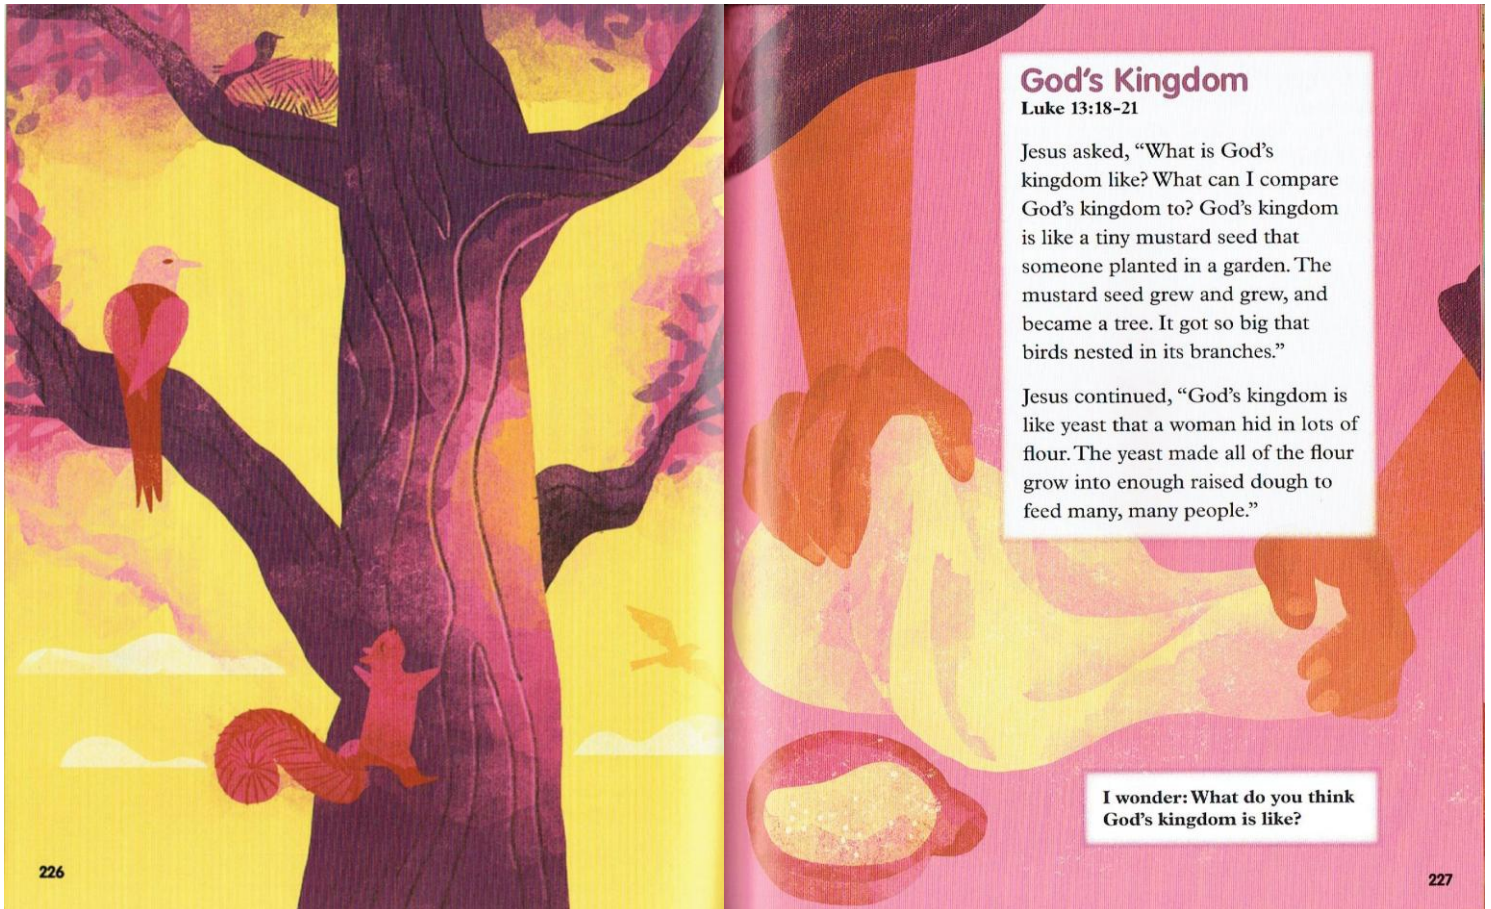 God's Kingdom
Luke 13:18-21
Jesus asked, “What is God's
kingdom like? What can I compare
God's kingdom to? God's kingdom
is like a tiny mustard seed that
someone planted in a garden. The
mustard seed grew and grew, and
became a tree. It got so big that
birds nested in its branches.”
Jesus continued, “God's kingdom is
like yeast that a woman hid in lots of
flour. The yeast made all of the flour
grow into enough raised dough to
feed many, many people.”
I wonder: What do you think
God's kingdom is like?
226
227